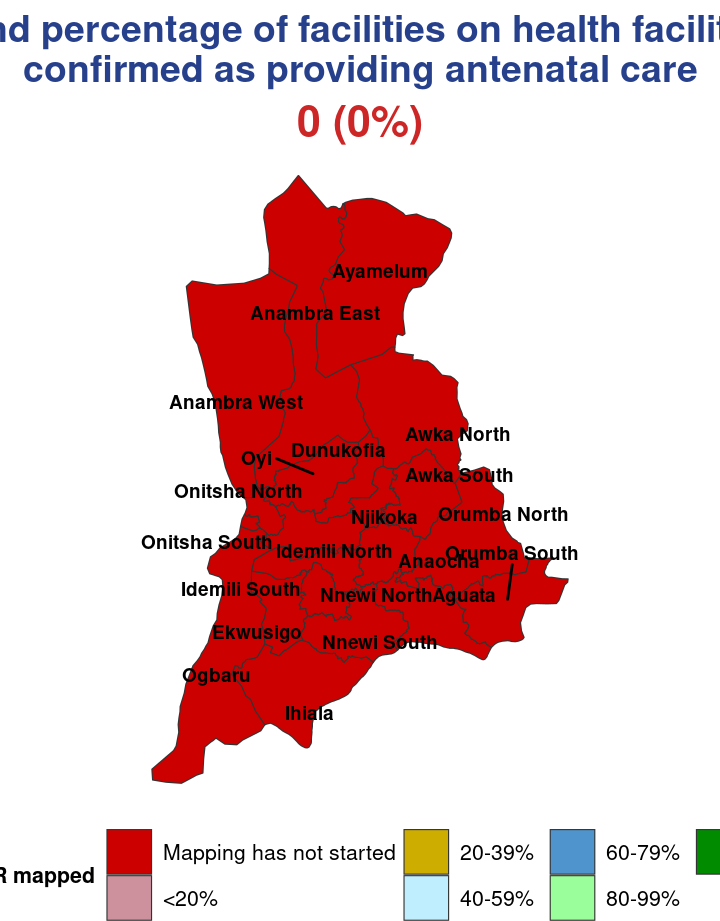 nd percentage of facilities on health facilit
confirmed as providing antenatal care
0 (0%)
Ayamelum
Anambra East
Anambra West
Awka North
Dunukofia
Oyi
Awka South
Onitsha North
Orumba North
Njikoka
Onitsha South
Idemili North
Orumba South
Anaocha
Idemili South
Nnewi North
Aguata
Ekwusigo
Nnewi South
Ogbaru
Ihiala
R mapped
Mapping has not started
20-39%
60-79%
<20%
40-59%
80-99%